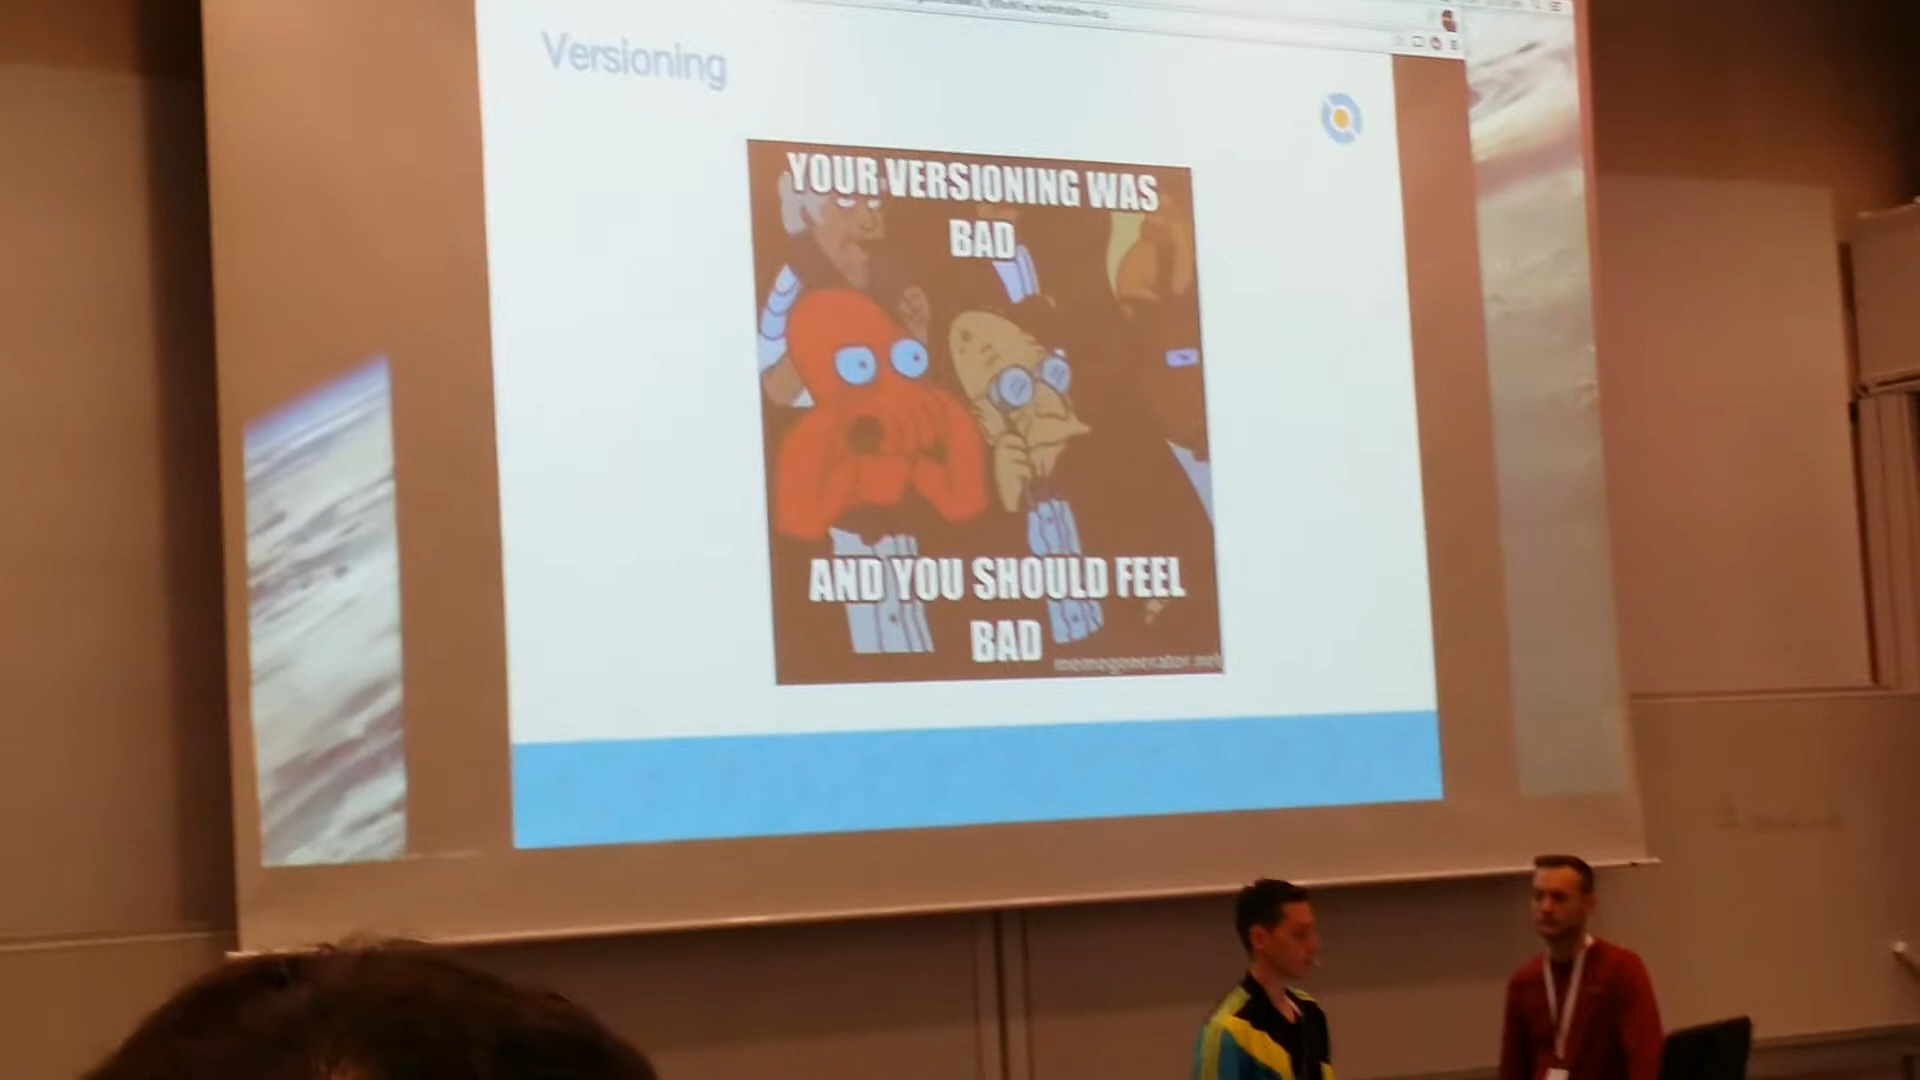 Versioning
YOUR VERSIONING WAS
BAD
AND YOU SHOULD FEEL
BAD
memegenerator.net